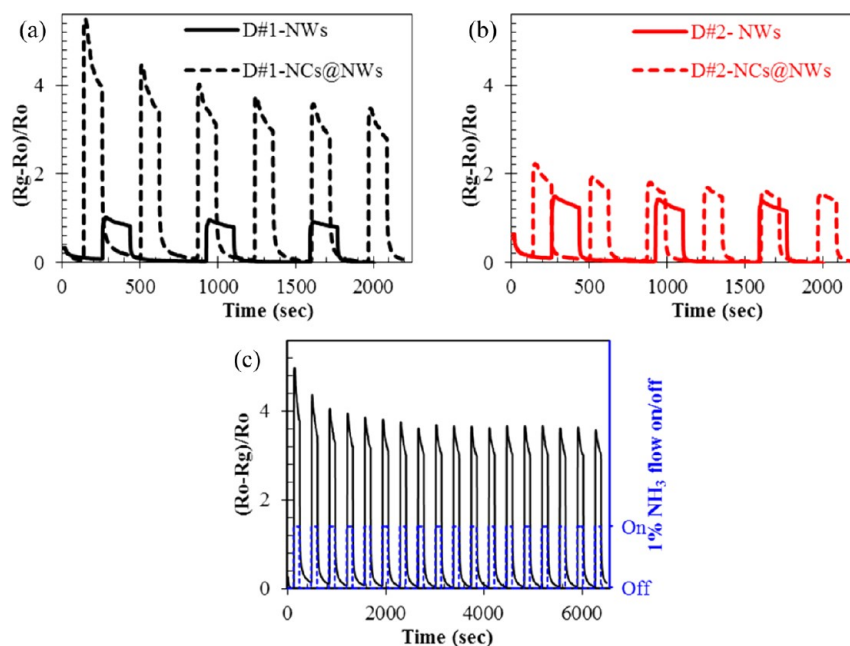 (a)
D#1-NWs
D#1-NCs@NWs
(Rg-Ro)/Ro
4
2
0
0 500 1000 1500 2000
Time (sec)
(b)
D#2- NWs
D#2-NCs@NWs
(Rg-Ro)/Ro
4
2
0
0 500 1000 1500 2000
Time (sec)
(c)
(Ro-Rg)/Ro
4
2
0
0 2000 4000 6000
Time (sec)
On
Off
1% NH₃ flow on/off